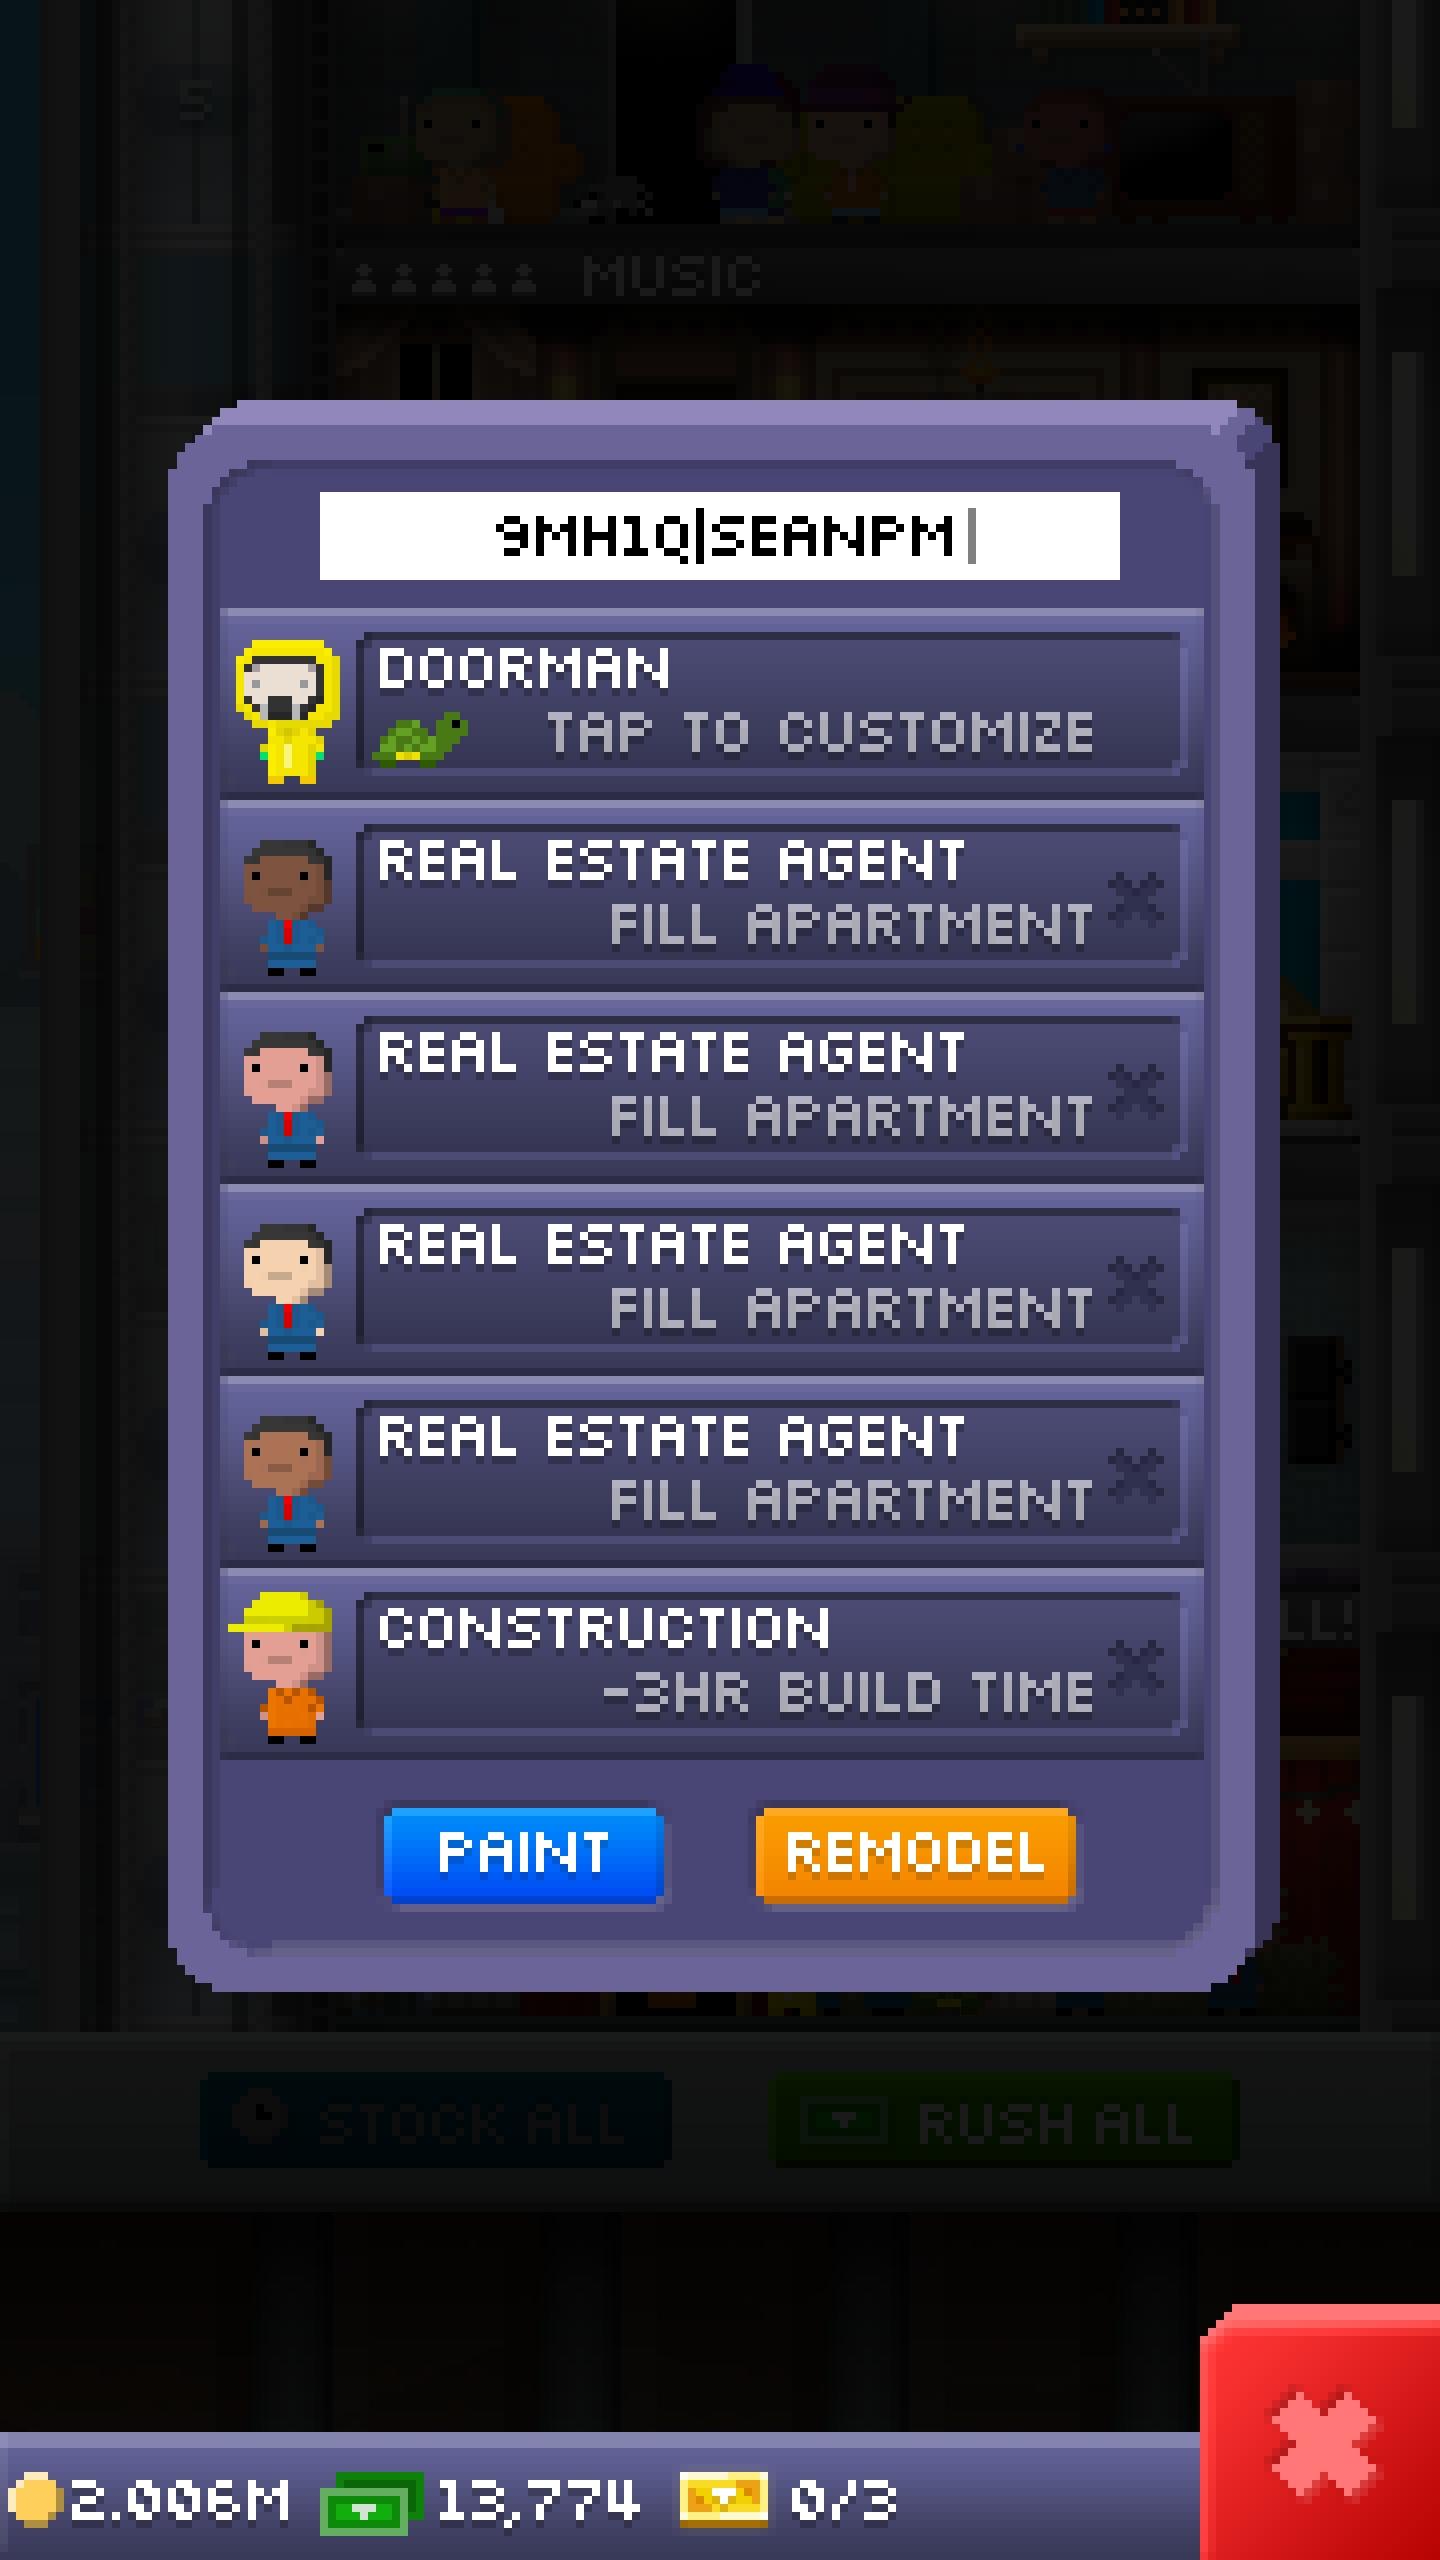 5
MUSIC
9MH1Q|SEANPM
DOORMAN
TAP TO CUSTOMIZE
REAL ESTATE AGENT
FILL APARTMENT
REAL ESTATE AGENT
FILL APARTMENT
REAL ESTATE AGENT
FILL APARTMENT
REAL ESTATE AGENT
FILL APARTMENT
CONSTRUCTION
-3HR BUILD TIME
PAINT REMODEL
STOCK ALL RUSH ALL
2.006M 13,774 0/3